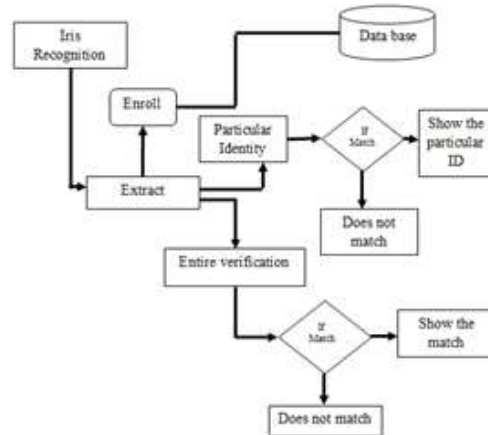 Iris
Recognition
Data base
Enroll
Particular
Identity
If
Match
Show the
particular
ID
Extract
Does not
match
Entire verification
If
Match
Show the
match
Does not match